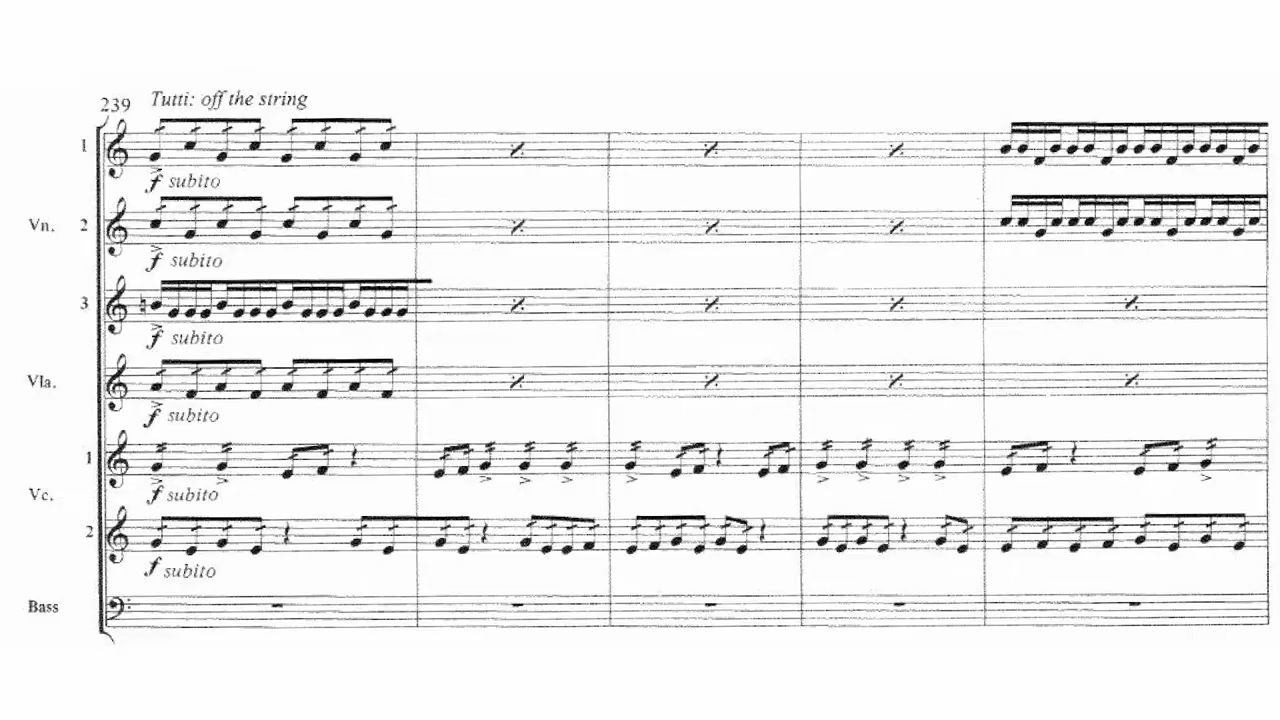 239 Tutti: off the string
1
f subito
Vn. 2
f subito
3
f subito
Vla.
f subito
1
f subito
Vc.
2
f subito
Bass